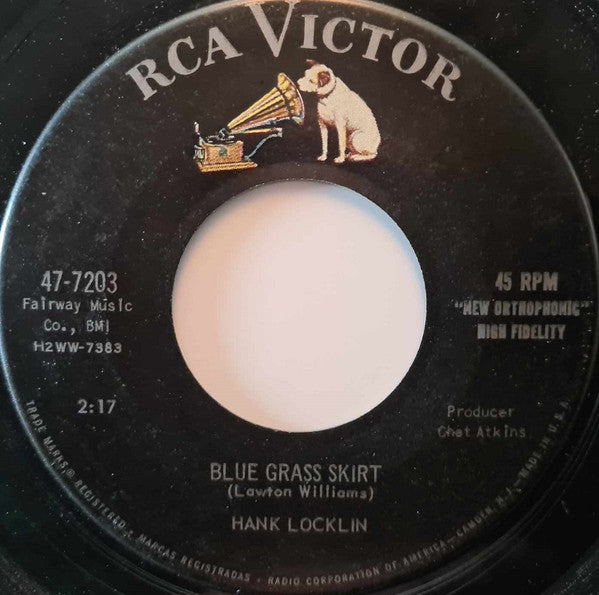 RCA VICTOR
47-7203
Fairway Music
Co., BMI
H2WW-7383
2:17
45 RPM
"NEW ORTHOPHONIC"
HIGH FIDELITY
Producer
Chet Atkins
BLUE GRASS SKIRT
(Lawton Williams)
HANK LOCKLIN
TRADE MARKS® REGISTERED • MARCAS REGISTRADAS • RADIO CORPORATION OF AMERICA—CAMDEN, N.J.—MADE IN U.S.A.